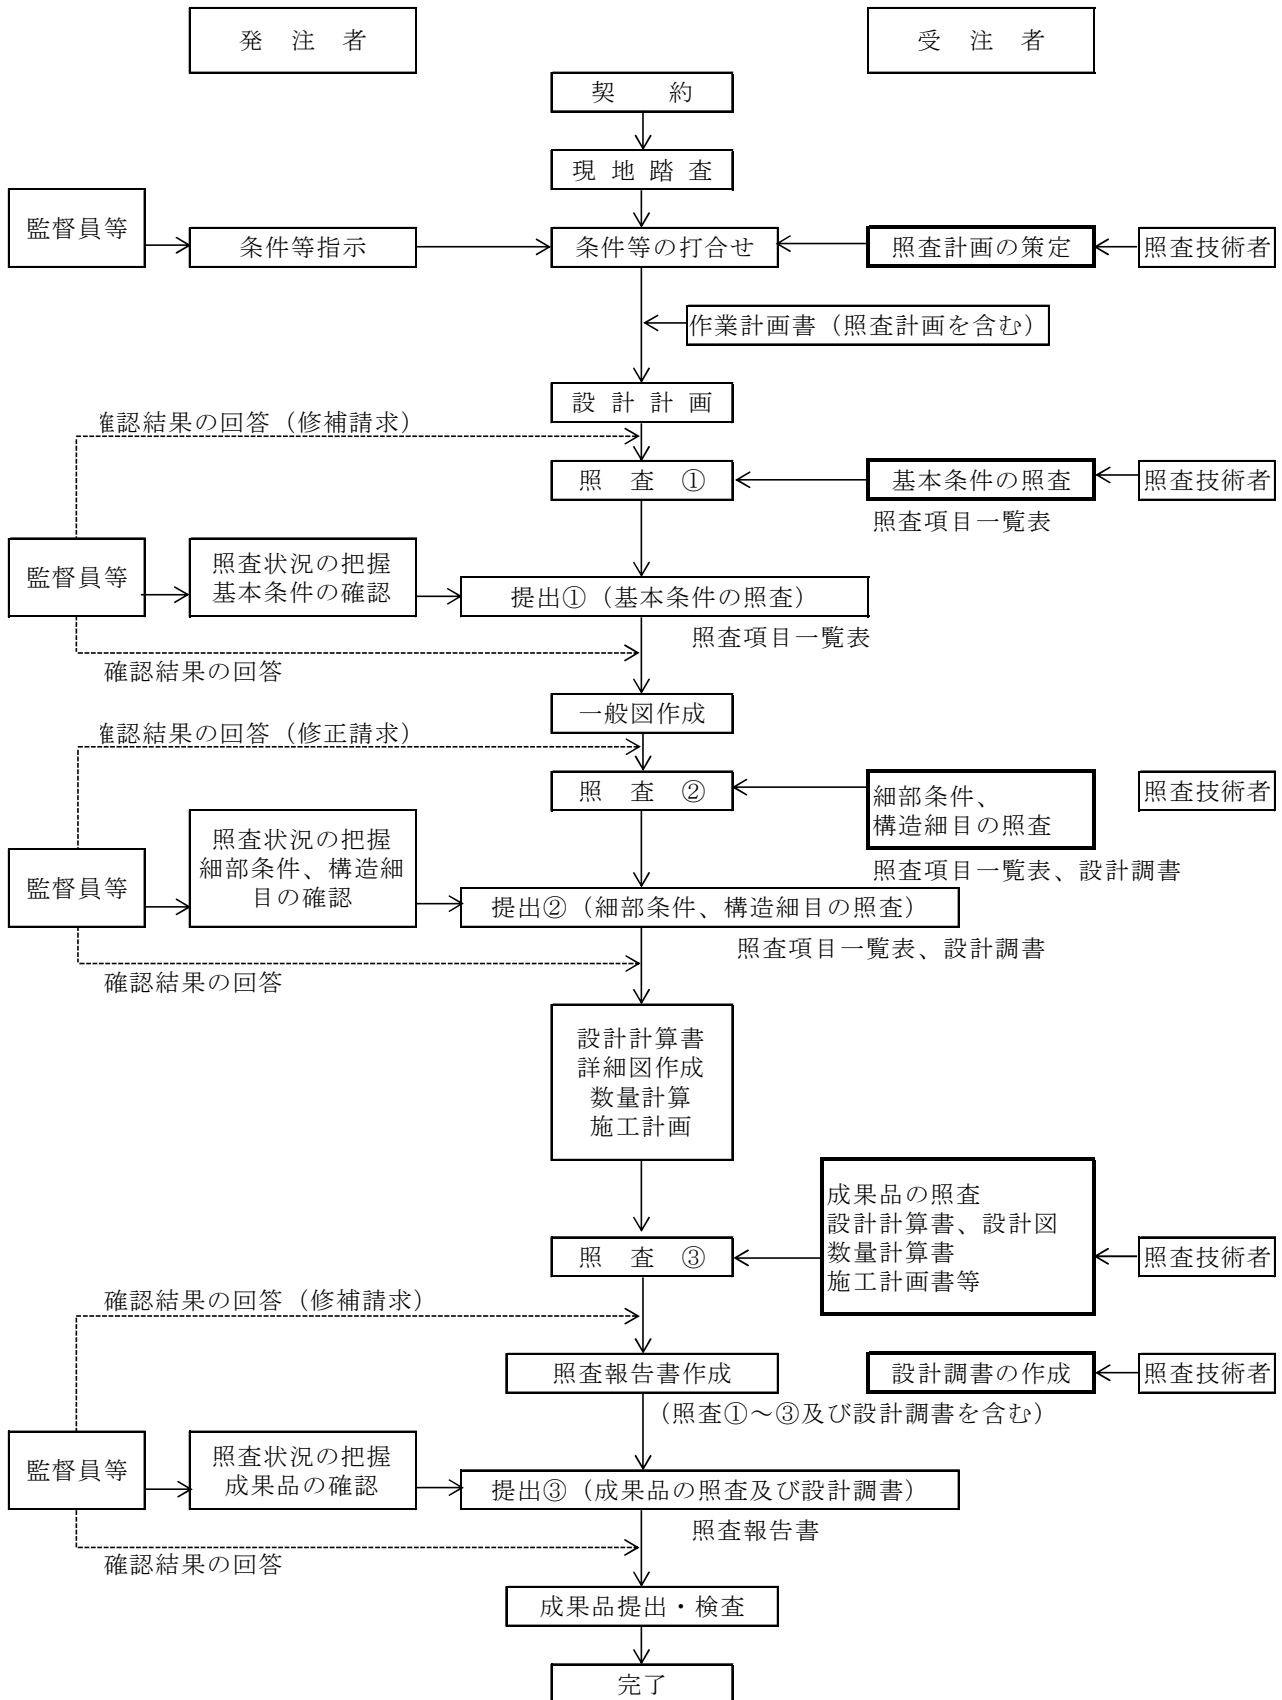 発 注 者
受 注 者
契 約
現 地 踏 査
監督員等
条件等指示
条件等の打合せ
照査計画の策定
照査技術者
作業計画書（照査計画を含む）
設 計 計 画
確認結果の回答（修補請求）
照 査 ①
基本条件の照査
照査技術者
照査項目一覧表
監督員等
照査状況の把握
基本条件の確認
提出①（基本条件の照査）
照査項目一覧表
確認結果の回答
一般図作成
確認結果の回答（修正請求）
照 査 ②
細部条件、
構造細目の照査
照査技術者
照査項目一覧表、設計調書
監督員等
照査状況の把握
細部条件、構造細
目の確認
提出②（細部条件、構造細目の照査）
照査項目一覧表、設計調書
確認結果の回答
設計計算書
詳細図作成
数量計算
施工計画
成果品の照査
設計計算書、設計図
数量計算書
施工計画書等
照査技術者
照 査 ③
確認結果の回答（修補請求）
照査報告書作成
設計調書の作成
照査技術者
（照査①～③及び設計調書を含む）
監督員等
照査状況の把握
成果品の確認
提出③（成果品の照査及び設計調書）
照査報告書
確認結果の回答
成果品提出・検査
完了